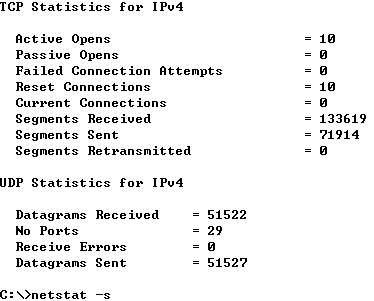 TCP Statistics for IPv4
Active Opens = 10
Passive Opens = 0
Failed Connection Attempts = 0
Reset Connections = 10
Current Connections = 0
Segments Received = 133619
Segments Sent = 71914
Segments Retransmitted = 0
UDP Statistics for IPv4
Datagrams Received = 51522
No Ports = 29
Receive Errors = 0
Datagrams Sent = 51527
C:\>netstat -s